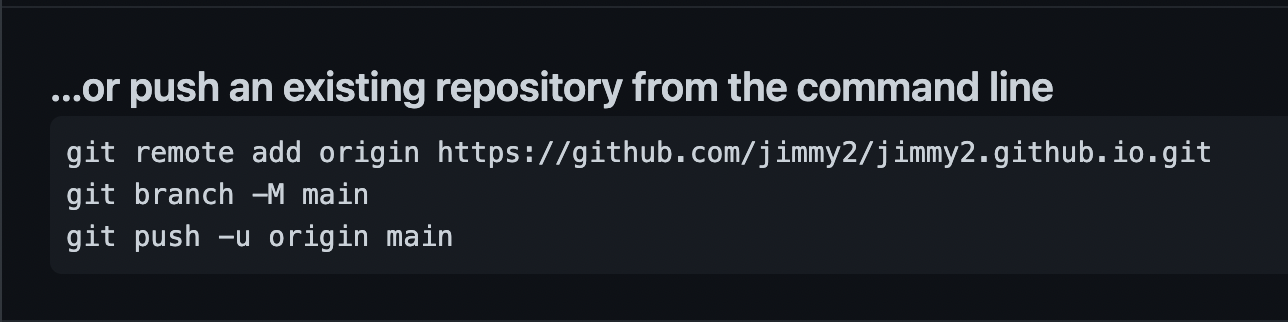 ...or push an existing repository from the command line
git remote add origin https://github.com/jimmy2/jimmy2.github.io.git
git branch -M main
git push -u origin main